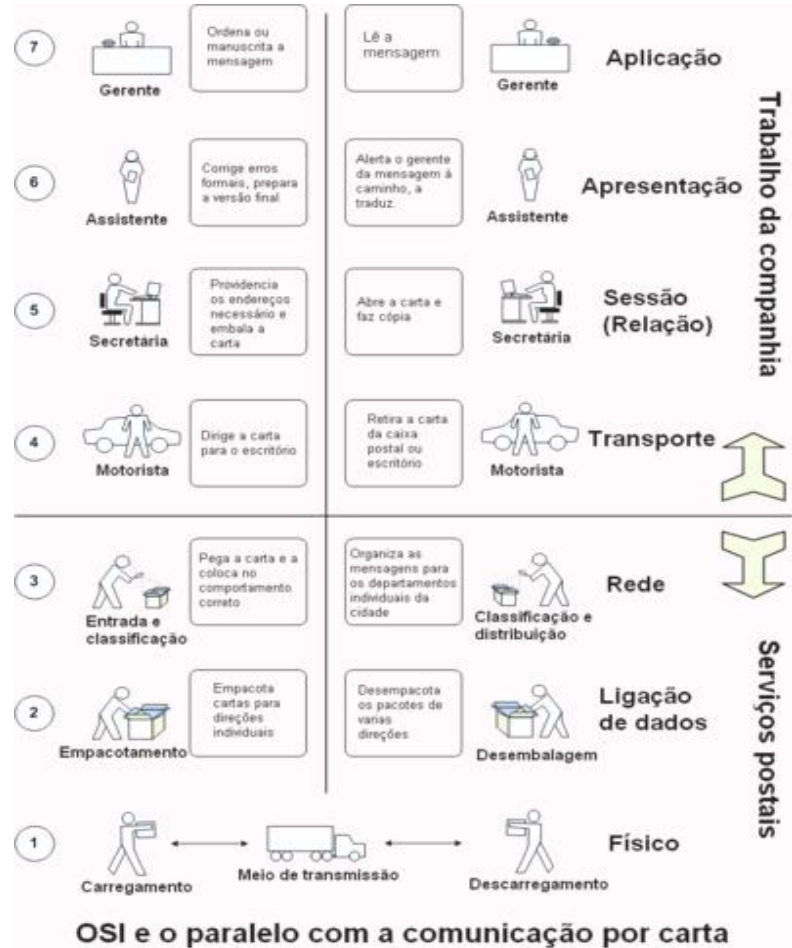 7
Ordena ou
manuscrita a
mensagem
Gerente
Lê a
mensagem
Gerente
Aplicação
6
Corrige erros
formais, prepara
a versão final
Assistente
Alerta o gerente
da mensagem á
caminho, a
traduz.
Assistente
Apresentação
5
Providencia
os endereços
necessário e
embala a
carta
Secretária
Abre a carta e
faz cópia
Secretária
Sessão
(Relação)
4
Dirige a carta
para o escritório
Motorista
Retira a carta
da caixa
postal ou
escritório
Motorista
Transporte
Trabalho da companhia
3
Pega a carta e a
coloca no
comportamento
correto
Entrada e
classificação
Organiza as
mensagens para
os departamentos
individuais da
cidade
Classificação e
distribuição
Rede
2
Empacota
cartas para
direções
individuais
Empacotamento
Desempacota
os pacotes de
varias
direções
Desembalagem
Ligação
de dados
1
Carregamento
Meio de transmissão
Descarregamento
Físico
Serviços postais
OSI e o paralelo com a comunicação por carta